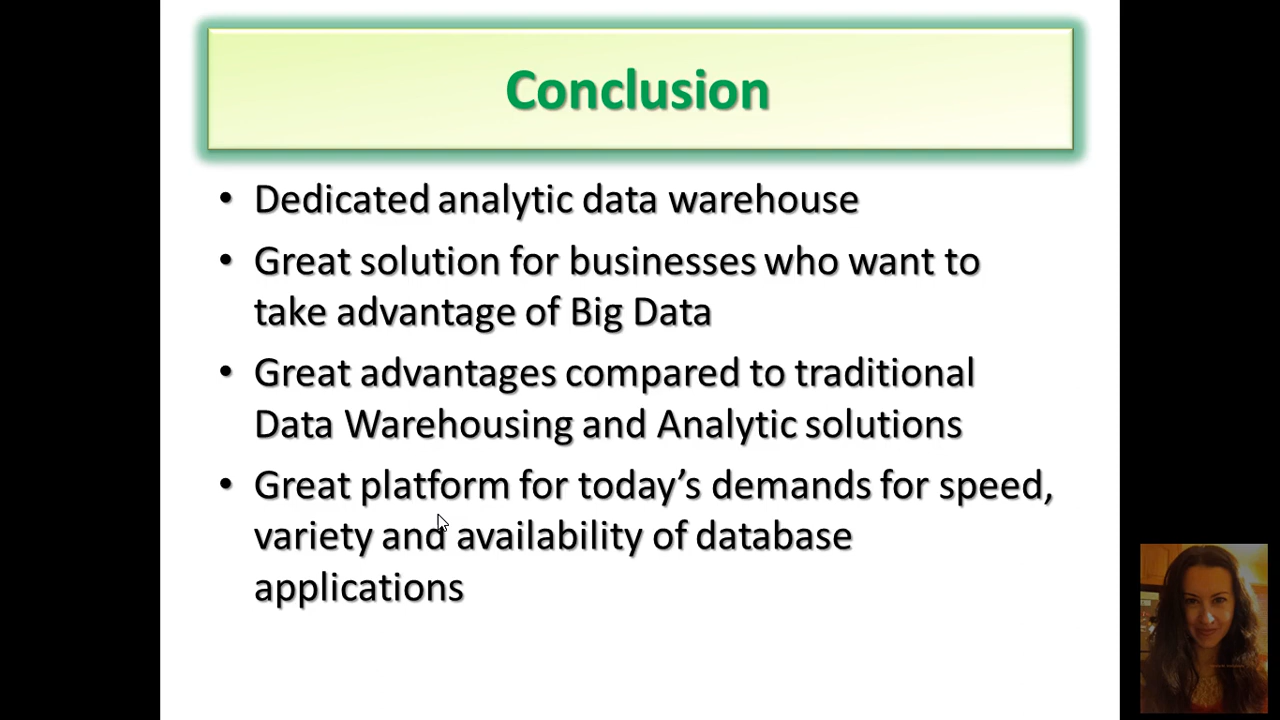 Conclusion
• Dedicated analytic data warehouse
• Great solution for businesses who want to
take advantage of Big Data
• Great advantages compared to traditional
Data Warehousing and Analytic solutions
• Great platform for today’s demands for speed,
variety and availability of database
applications